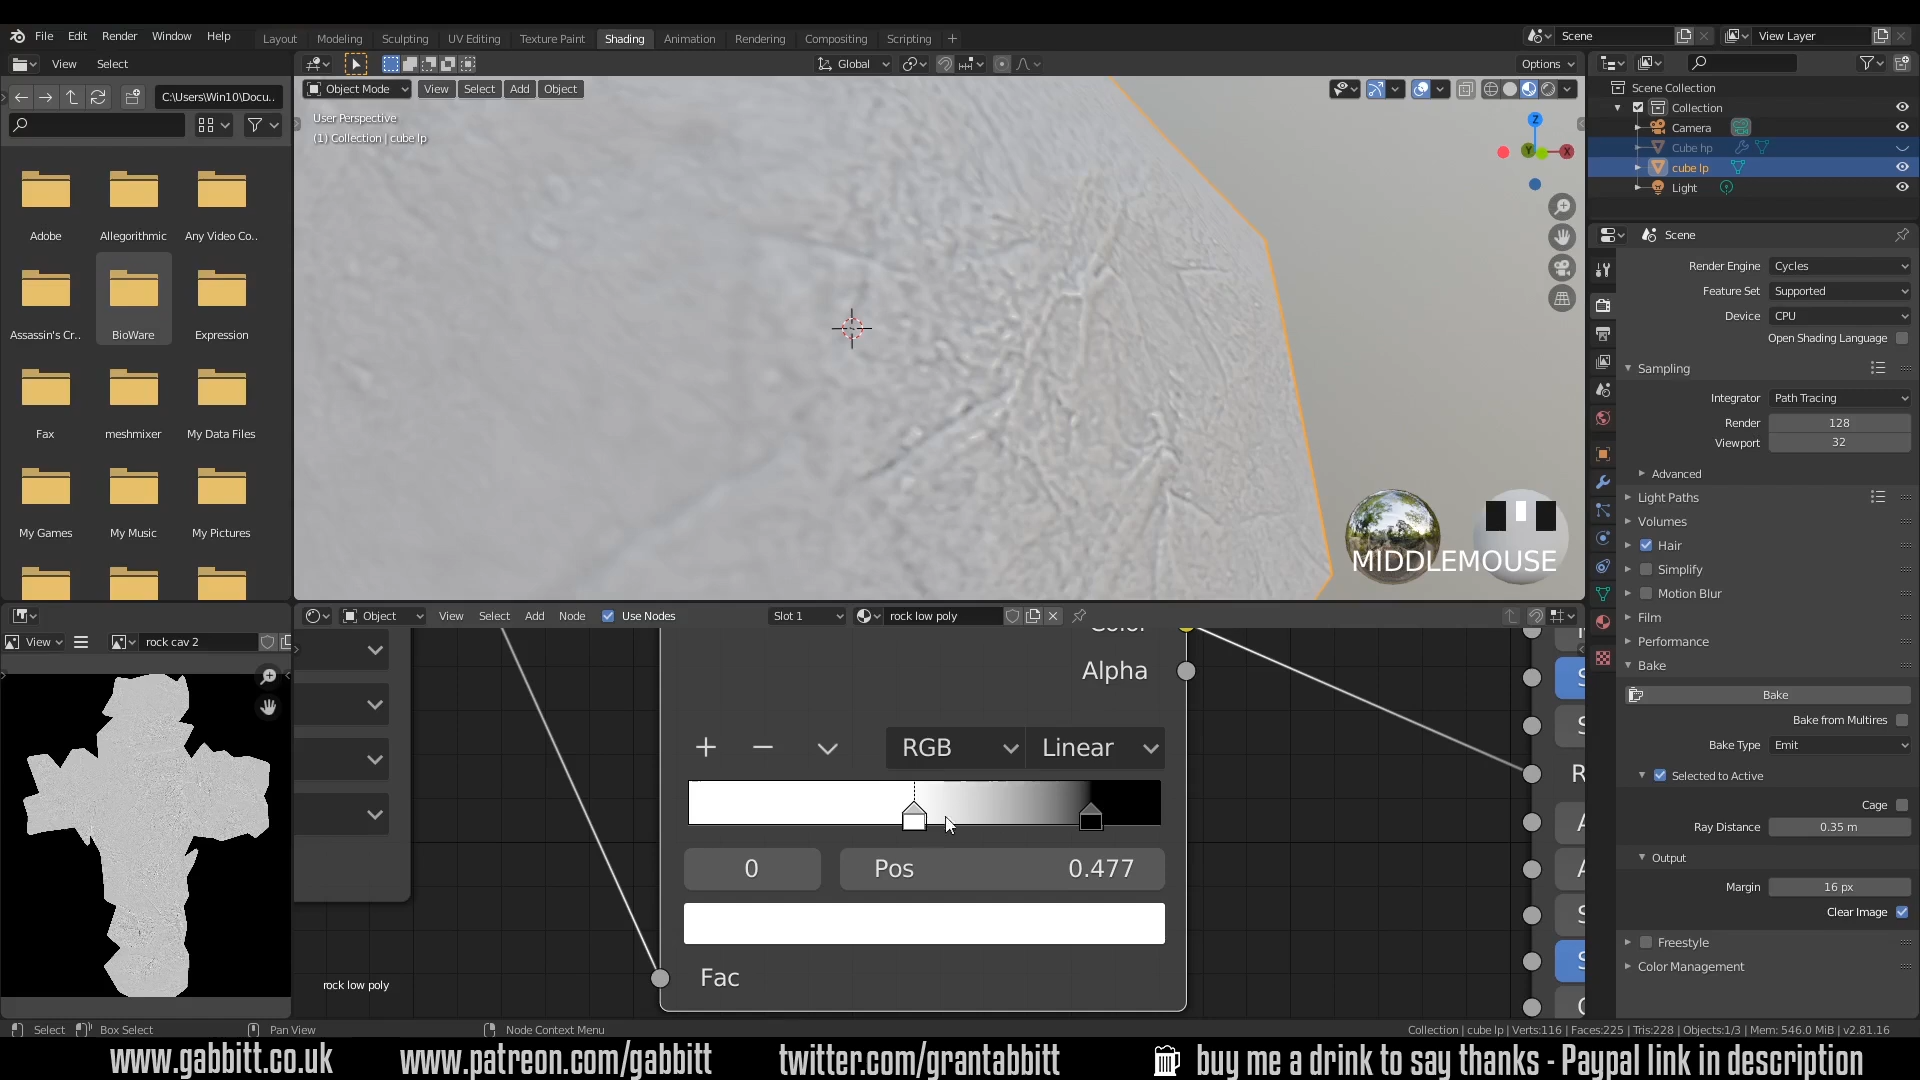 File Edit Render Window Help
Layout Modeling Sculpting UV Editing Texture Paint Shading Animation Rendering Compositing Scripting +
Scene
View Layer
View Select
Global
Options
C:\Users\Win10\Docu..
Object Mode View Select Add Object
User Perspective
(1) Collection | cube lp
Z
Y
X
Adobe Allegorithmic Any Video Co..
Assassin's Cr.. BioWare Expression
Fax meshmixer My Data Files
My Games My Music My Pictures
MIDDLEMOUSE
Scene Collection
Collection
Camera
Cube hp
cube lp
Light
Scene
Render Engine Cycles
Feature Set Supported
Device CPU
Open Shading Language
Sampling
Integrator Path Tracing
Render 128
Viewport 32
Advanced
Light Paths
Volumes
Hair
Simplify
Motion Blur
Film
Performance
Bake
Bake
Bake from Multires
Bake Type Emit
Selected to Active
Cage
Ray Distance 0.35 m
Output
Margin 16 px
Clear Image
Freestyle
Color Management
View rock cav 2
Object View Select Add Node Use Nodes Slot 1 rock low poly
Color
Alpha
RGB Linear
0 Pos 0.477
Fac
rock low poly
Select Box Select Pan View Node Context Menu
Collection | cube lp | Verts:116 | Faces:225 | Tris:228 | Objects:1/3 | Mem: 546.0 MiB | v2.81.16
www.gabbitt.co.uk www.patreon.com/gabbitt twitter.com/grantabbitt buy me a drink to say thanks - Paypal link in description